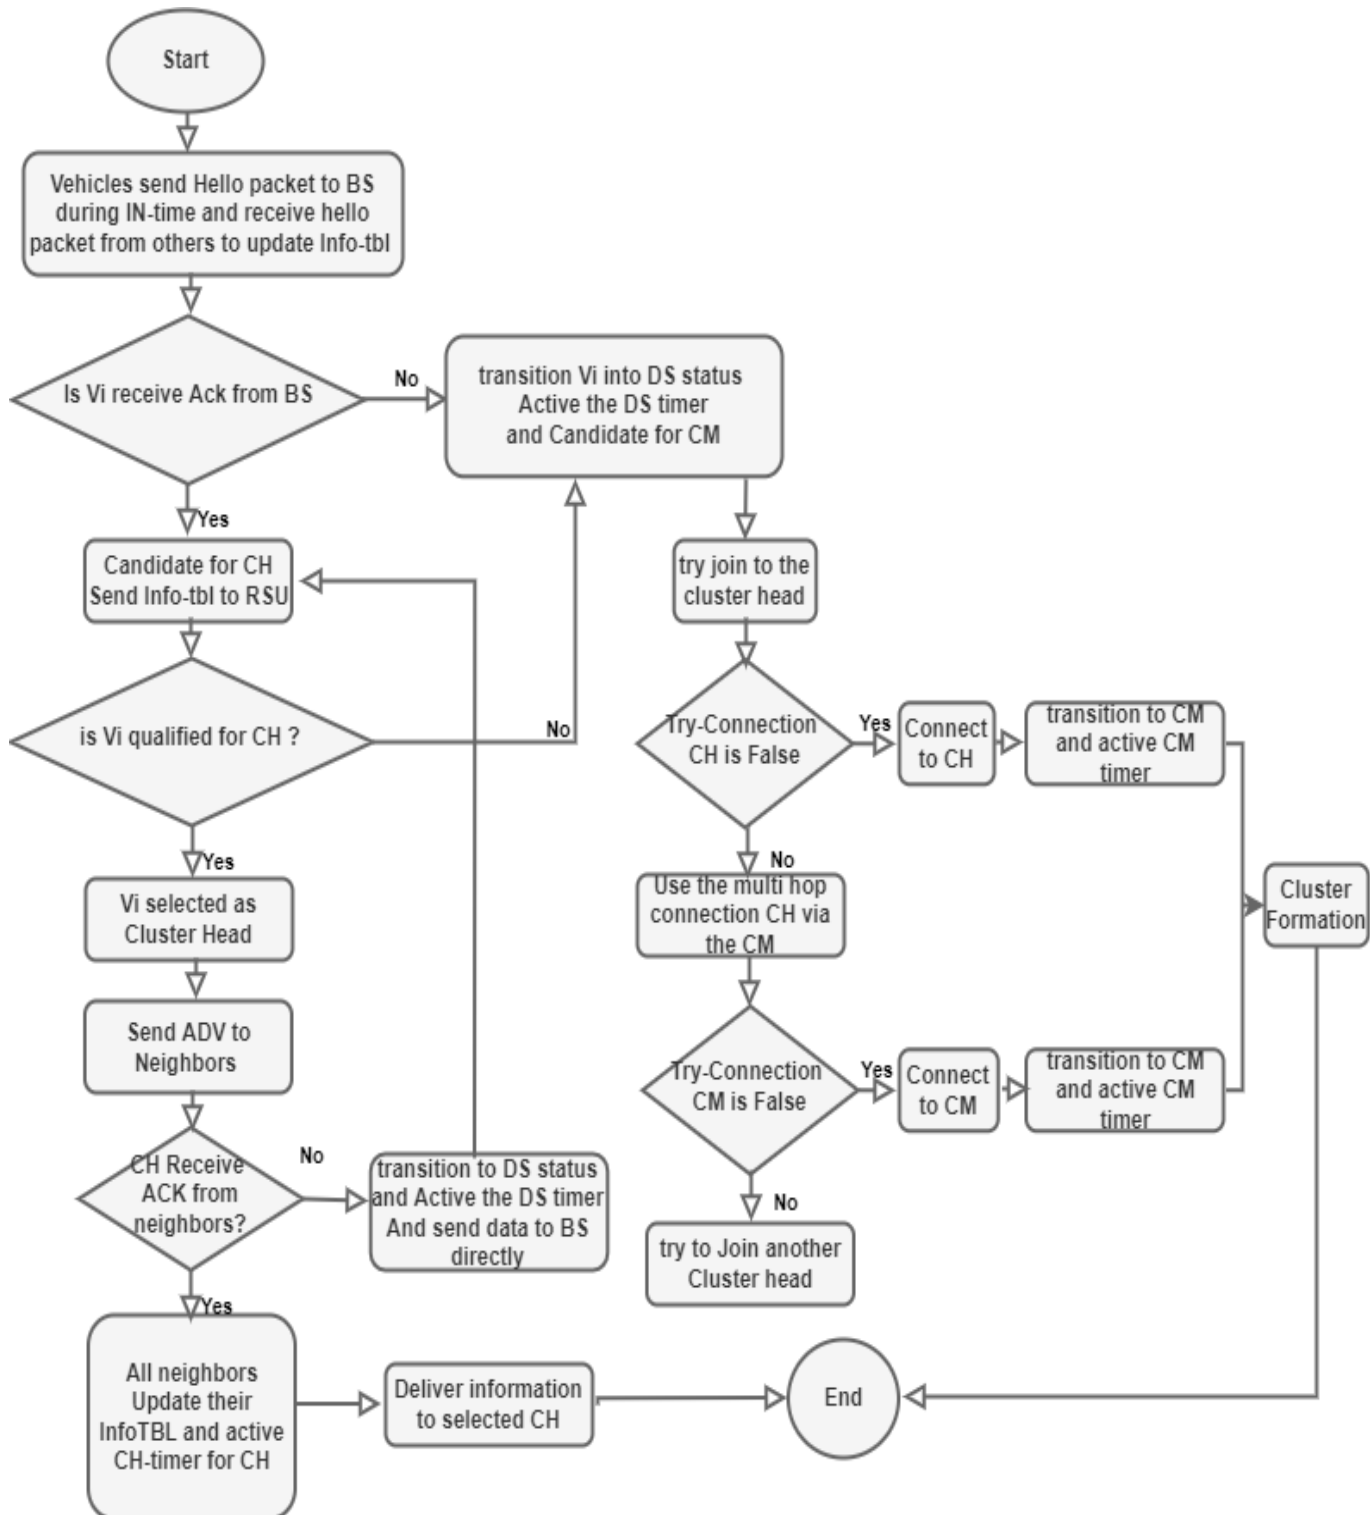 Start
Vehicles send Hello packet to BS
during IN-time and receive hello
packet from others to update Info-tbl
Is Vi receive Ack from BS
No
transition Vi into DS status
Active the DS timer
and Candidate for CM
Yes
Candidate for CH
Send Info-tbl to RSU
try join to the
cluster head
is Vi qualified for CH ?
No
Try-Connection
CH is False
Yes
Connect
to CH
transition to CM
and active CM
timer
Yes
No
Vi selected as
Cluster Head
Use the multi hop
connection CH via
the CM
Cluster
Formation
Send ADV to
Neighbors
Try-Connection
CM is False
Yes
Connect
to CM
transition to CM
and active CM
timer
CH Receive
ACK from
neighbors?
No
transition to DS status
and Active the DS timer
And send data to BS
directly
No
try to Join another
Cluster head
Yes
All neighbors
Update their
InfoTBL and active
CH-timer for CH
Deliver information
to selected CH
End